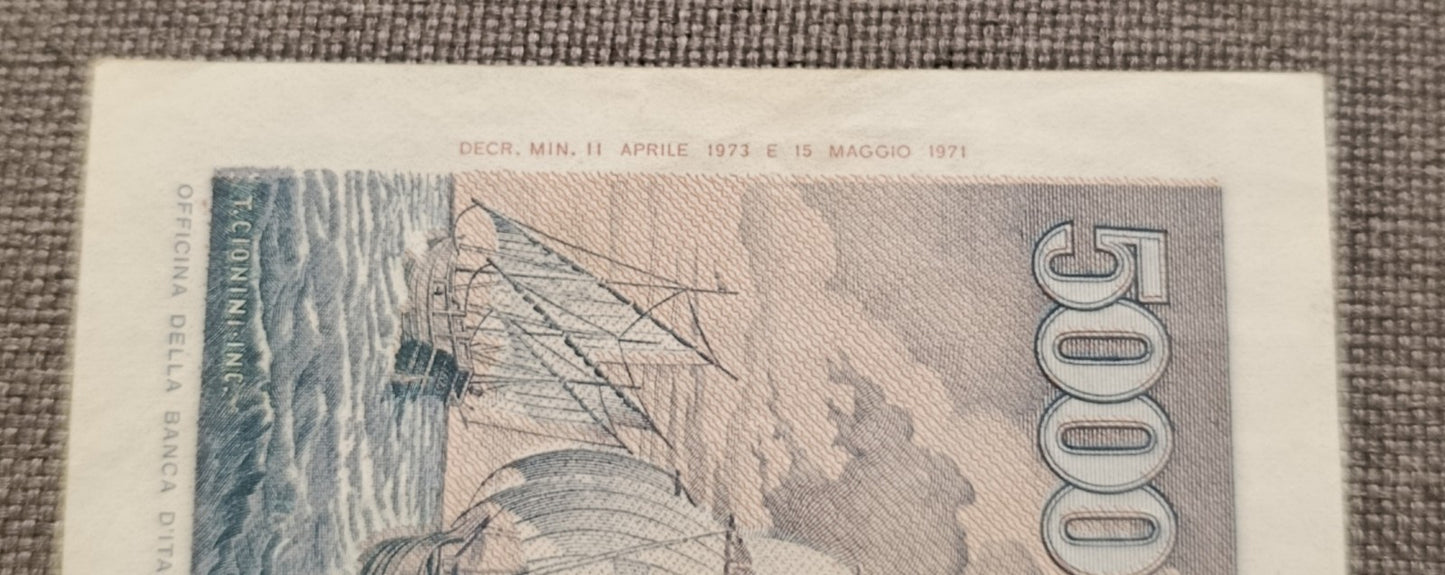 DECR. MIN. 11 APRILE 1973 E 15 MAGGIO 1971
5000
T.CIONINI.INC.
OFFICINA DELLA BANCA D'ITA